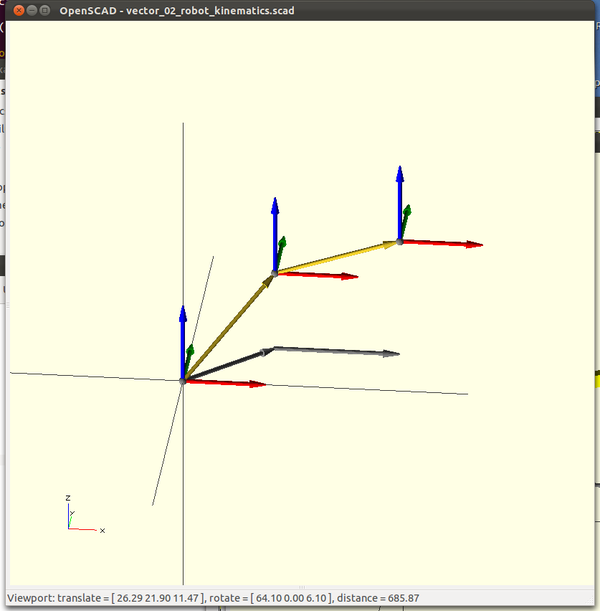 OpenSCAD - vector_02_robot_kinematics.scad
z
y
x
Viewport: translate = [ 26.29 21.90 11.47 ], rotate = [ 64.10 0.00 6.10 ], distance = 685.87